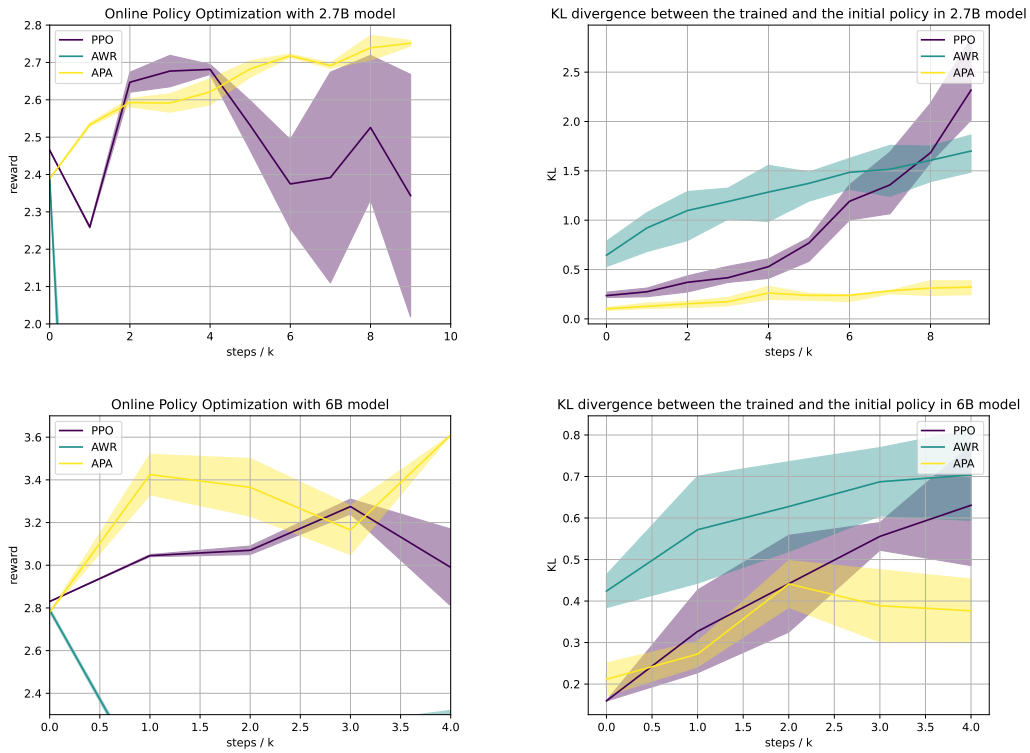 Online Policy Optimization with 2.7B model
reward
2.8
2.7
2.6
2.5
2.4
2.3
2.2
2.1
2.0
PPO
AWR
APA
0 2 4 6 8 10
steps / k
KL divergence between the trained and the initial policy in 2.7B model
KL
2.5
2.0
1.5
1.0
0.5
0.0
PPO
AWR
APA
0 2 4 6 8
steps / k
Online Policy Optimization with 6B model
reward
3.6
3.4
3.2
3.0
2.8
2.6
2.4
PPO
AWR
APA
0.0 0.5 1.0 1.5 2.0 2.5 3.0 3.5 4.0
steps / k
KL divergence between the trained and the initial policy in 6B model
KL
0.8
0.7
0.6
0.5
0.4
0.3
0.2
PPO
AWR
APA
0.0 0.5 1.0 1.5 2.0 2.5 3.0 3.5 4.0
steps / k